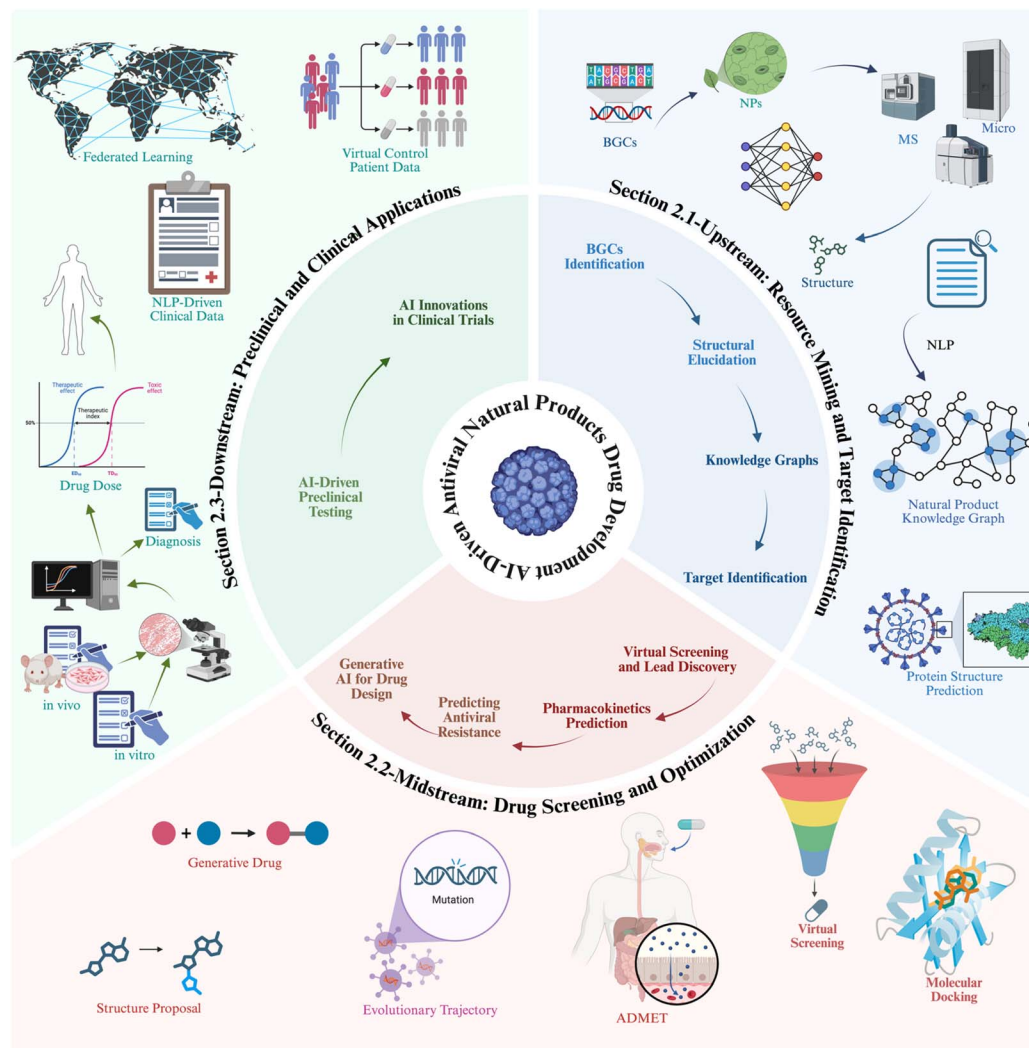 Federated Learning
Virtual Control
Patient Data
NLP-Driven
Clinical Data
Therapeutic
effect
Toxic
effect
Therapeutic
index
50%
ED₅₀
TD₅₀
Drug Dose
Diagnosis
in vivo
in vitro
Section 2.3-Downstream: Preclinical and Clinical Applications
AI Innovations
in Clinical Trials
AI-Driven
Preclinical
Testing
TACGCTGA
ATGCGACT
BGCs
NPs
MS
Micro
Structure
NLP
Natural Product
Knowledge Graph
Protein Structure
Prediction
Section 2.1-Upstream: Resource Mining and Target Identification
BGCs
Identification
Structural
Elucidation
Knowledge Graphs
Target Identification
AI-Driven Antiviral Natural Products Drug Development
Virtual Screening
and Lead Discovery
Pharmacokinetics
Prediction
Predicting
Antiviral
Resistance
Generative
AI for Drug
Design
Section 2.2-Midstream: Drug Screening and Optimization
Generative Drug
Structure Proposal
Mutation
Evolutionary Trajectory
ADMET
Virtual
Screening
Molecular
Docking